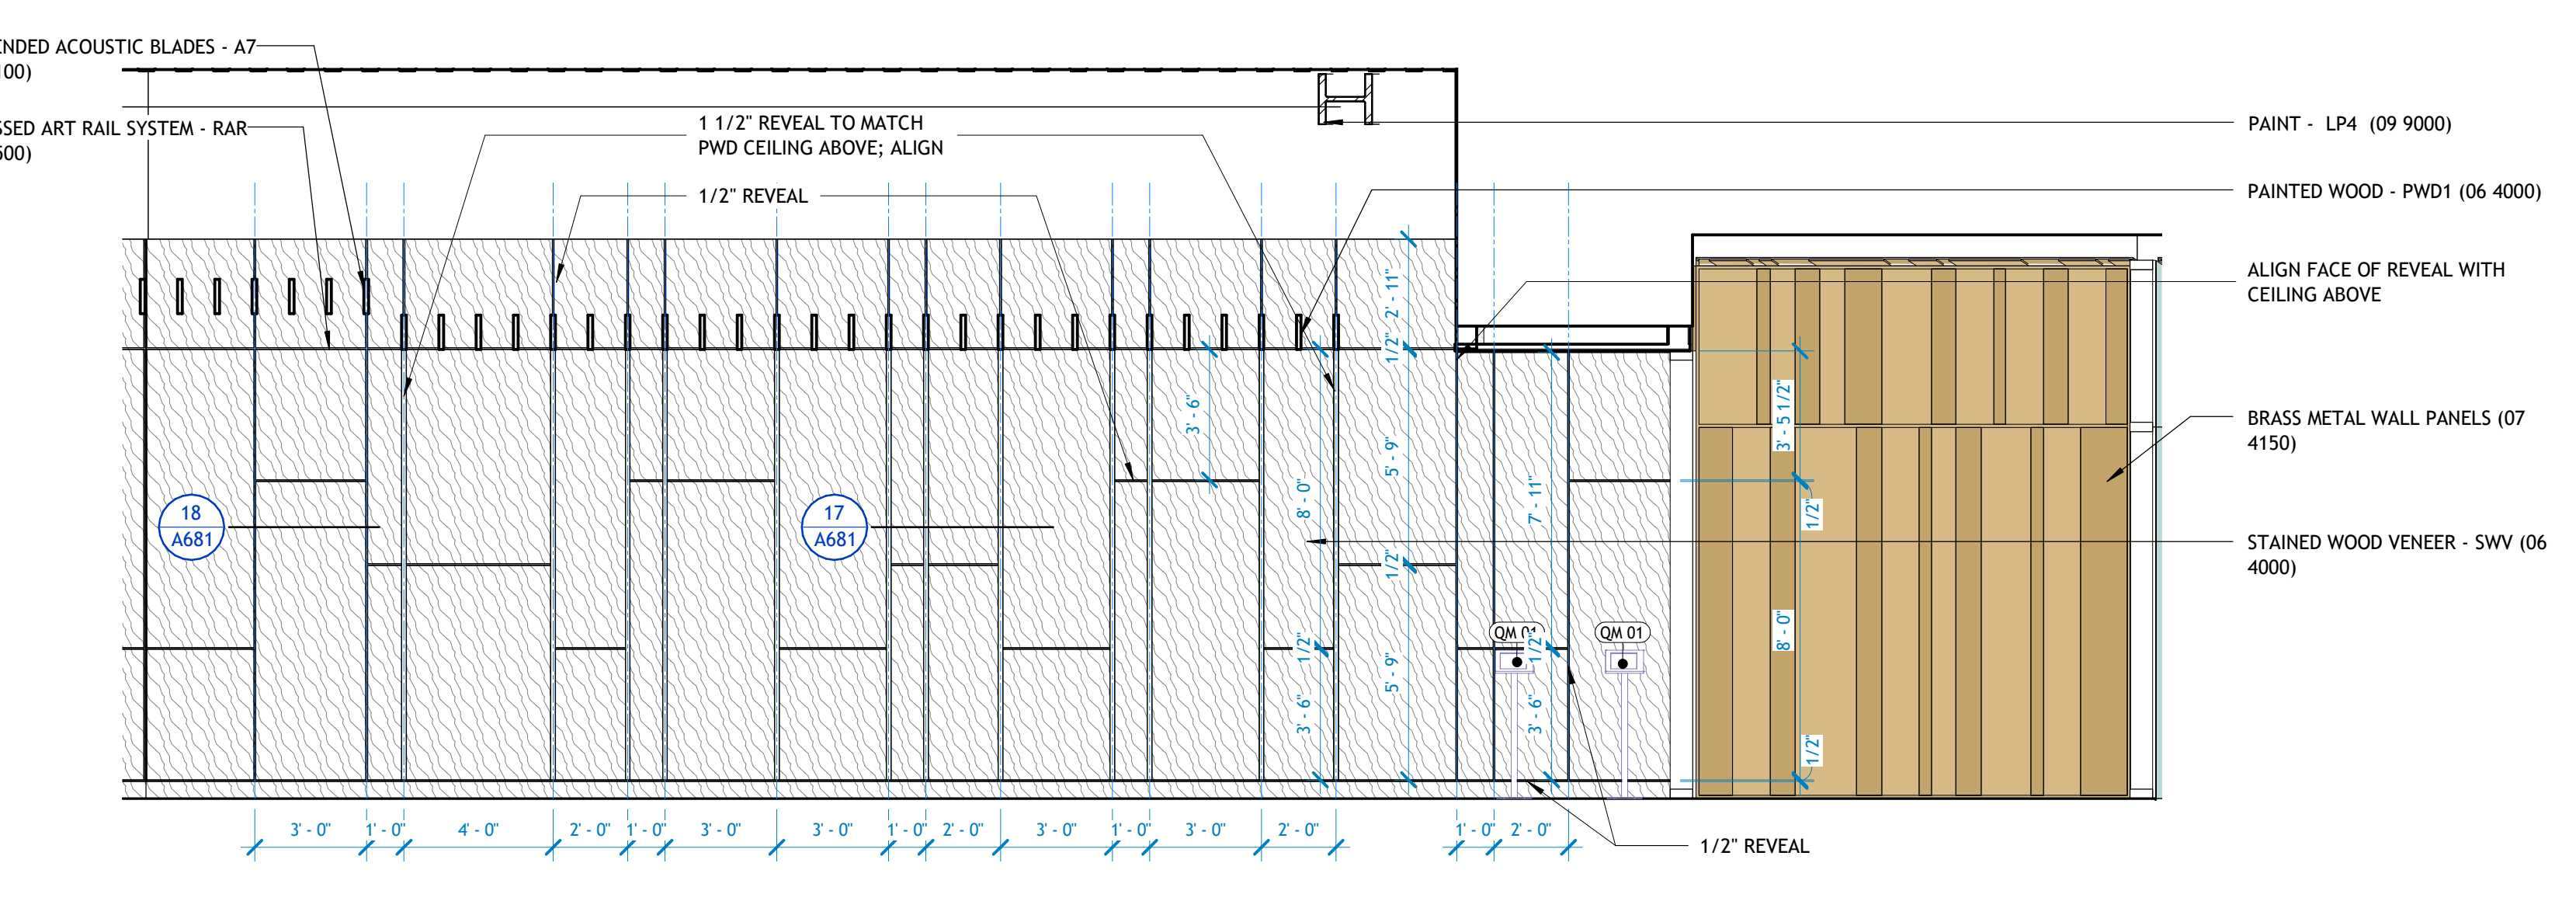 ENDED ACOUSTIC BLADES - A7
100)
SSED ART RAIL SYSTEM - RAR
500)
1 1/2" REVEAL TO MATCH
PWD CEILING ABOVE; ALIGN
1/2" REVEAL
PAINT - LP4 (09 9000)
PAINTED WOOD - PWD1 (06 4000)
ALIGN FACE OF REVEAL WITH
CEILING ABOVE
BRASS METAL WALL PANELS (07
4150)
STAINED WOOD VENEER - SWV (06
4000)
18
A681
17
A681
3' - 6"
8' - 0"
1/2"
3' - 6"
2' - 11"
1/2"
5' - 9"
1/2"
5' - 9"
7' - 11"
1/2"
3' - 6"
QM 01
QM 01
3' - 5 1/2"
1/2"
8' - 0"
1/2"
3' - 0"
1' - 0"
4' - 0"
2' - 0"
1' - 0"
3' - 0"
3' - 0"
1' - 0"
2' - 0"
3' - 0"
1' - 0"
3' - 0"
2' - 0"
1' - 0"
2' - 0"
1/2" REVEAL